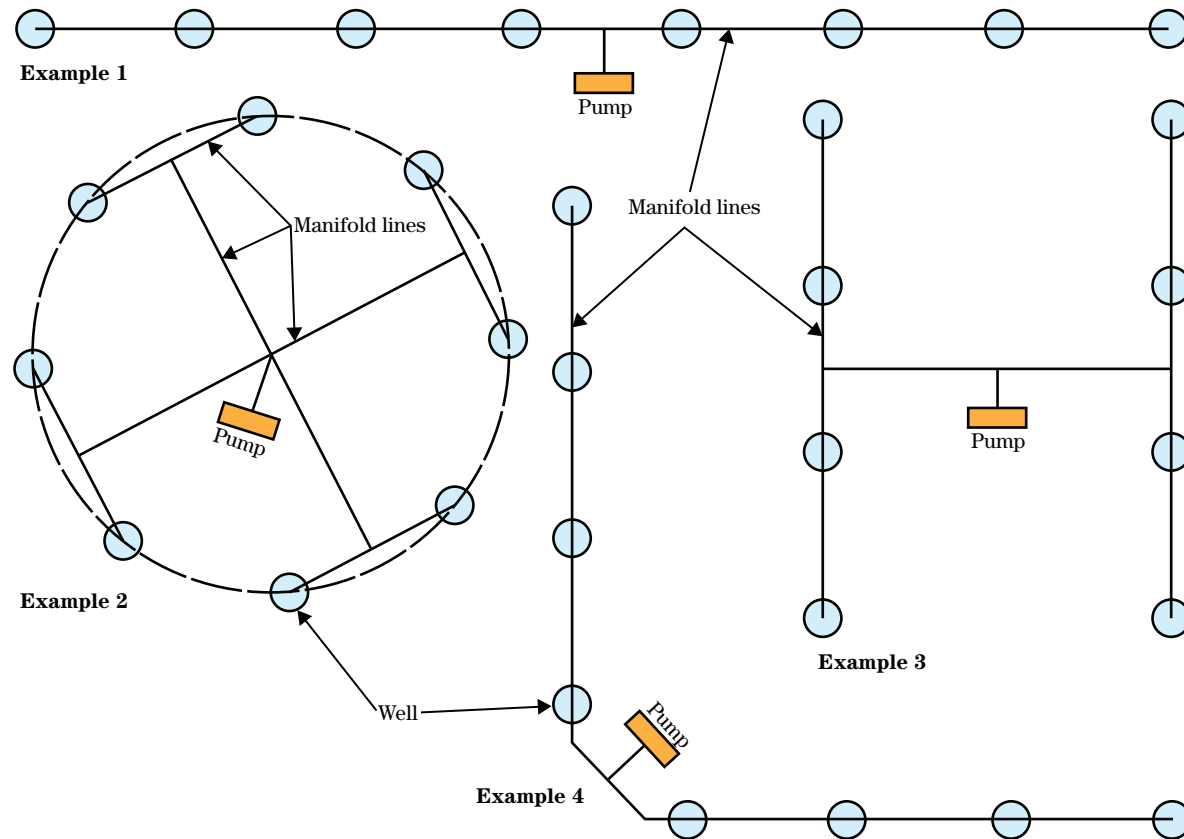 Example 1
Pump
Manifold lines
Manifold lines
Pump
Pump
Example 2
Example 3
Well
Pump
Example 4